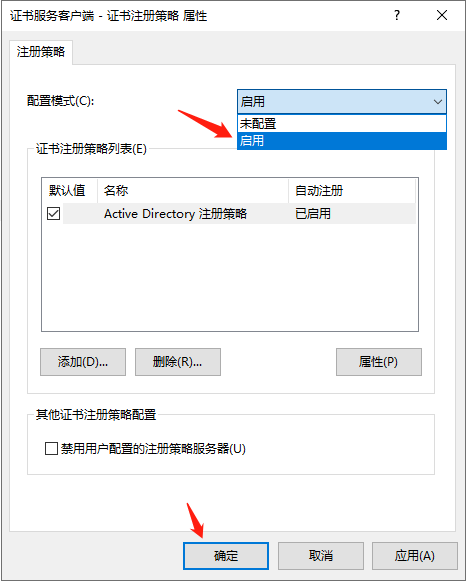 证书服务客户端 - 证书注册策略 属性
注册策略
配置模式(C):
启用
未配置
启用
证书注册策略列表(E)
默认值 名称 自动注册
Active Directory 注册策略 已启用
添加(D)... 删除(R)... 属性(P)
其他证书注册策略配置
禁用用户配置的注册策略服务器(U)
确定 取消 应用(A)